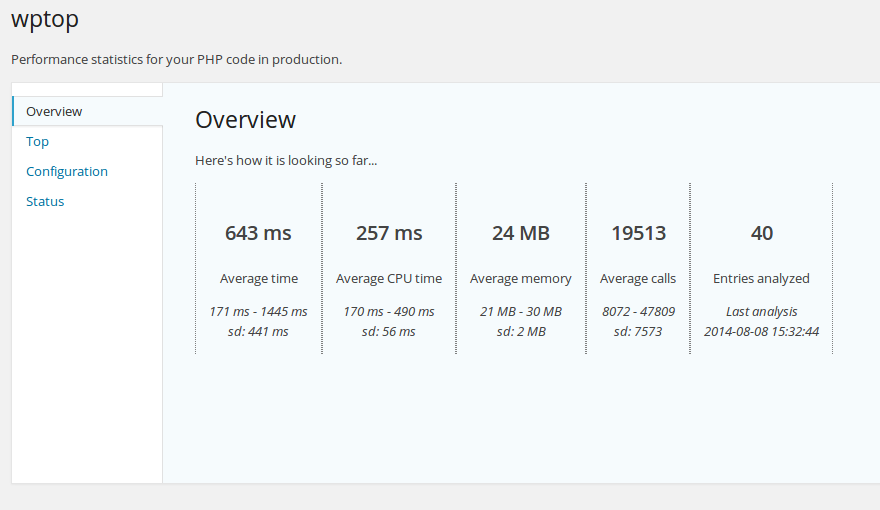 wptop
Performance statistics for your PHP code in production.
Overview
Top
Configuration
Status
Overview
Here's how it is looking so far...
643 ms
Average time
171 ms - 1445 ms
sd: 441 ms
257 ms
Average CPU time
170 ms - 490 ms
sd: 56 ms
24 MB
Average memory
21 MB - 30 MB
sd: 2 MB
19513
Average calls
8072 - 47809
sd: 7573
40
Entries analyzed
Last analysis
2014-08-08 15:32:44